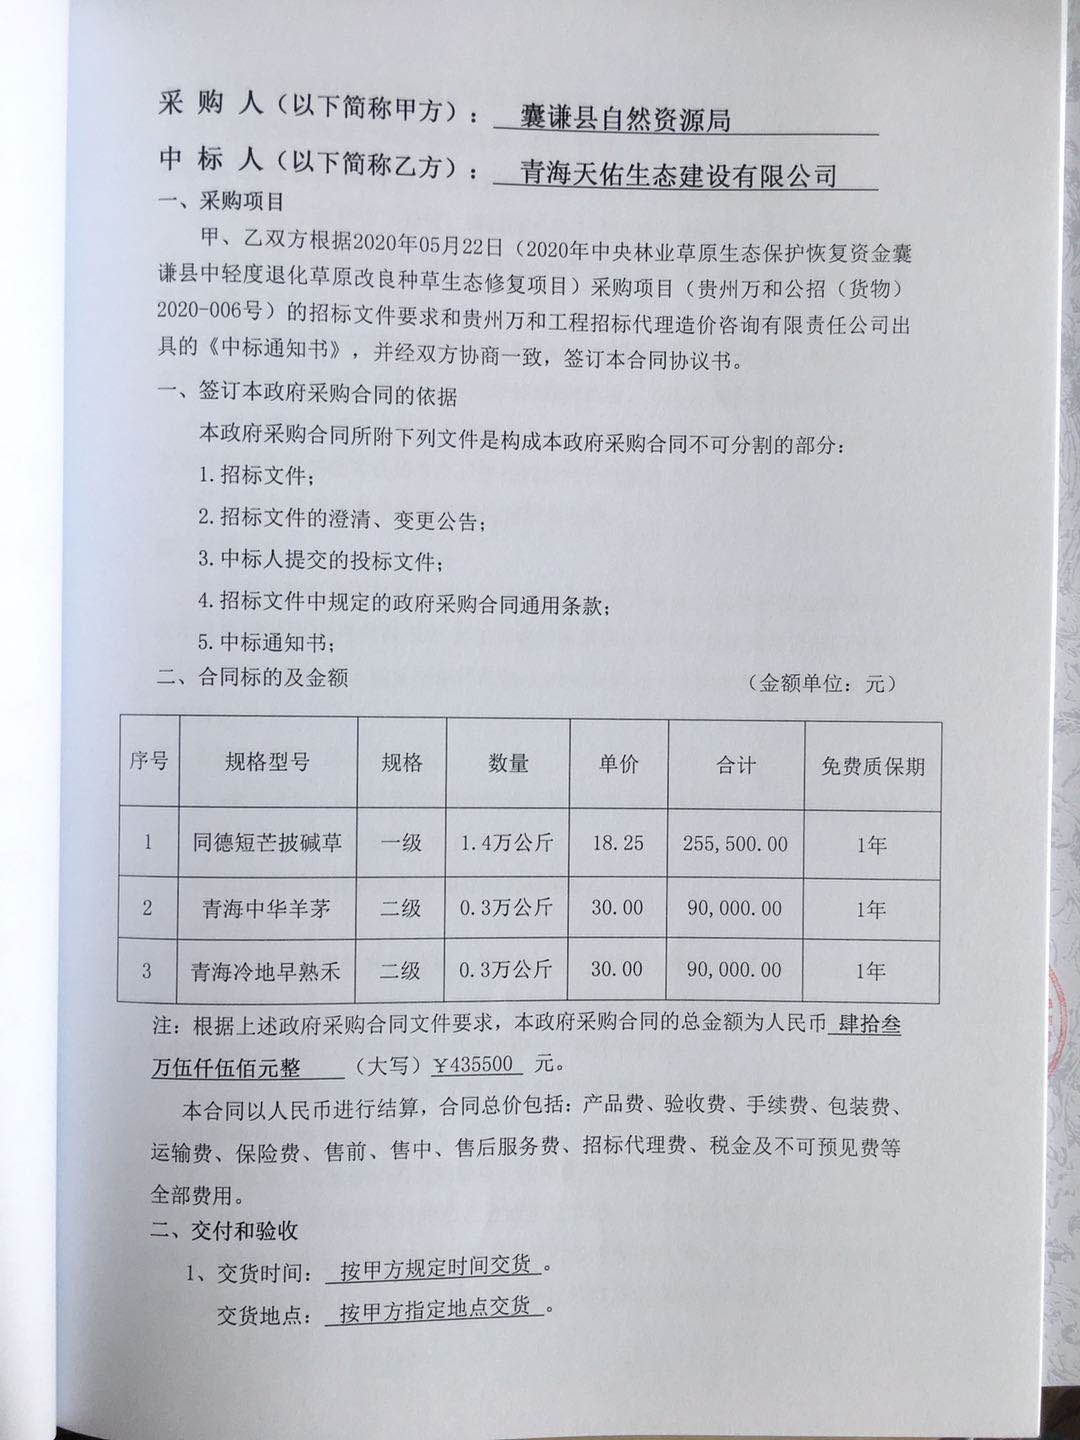 采 购 人（以下简称甲方）： 囊谦县自然资源局
中 标 人（以下简称乙方）： 青海天佑生态建设有限公司
一、采购项目
甲、乙双方根据2020年05月22日（2020年中央林业草原生态保护恢复资金囊
谦县中轻度退化草原改良种草生态修复项目）采购项目（贵州万和公招（货物）
2020-006号）的招标文件要求和贵州万和工程招标代理造价咨询有限责任公司出
具的《中标通知书》，并经双方协商一致，签订本合同协议书。
一、签订本政府采购合同的依据
本政府采购合同所附下列文件是构成本政府采购合同不可分割的部分：
1.招标文件；
2.招标文件的澄清、变更公告；
3.中标人提交的投标文件；
4.招标文件中规定的政府采购合同通用条款；
5.中标通知书；
二、合同标的及金额 （金额单位：元）
序号 规格型号 规格 数量 单价 合计 免费质保期
1 同德短芒披碱草 一级 1.4万公斤 18.25 255,500.00 1年
2 青海中华羊茅 二级 0.3万公斤 30.00 90,000.00 1年
3 青海冷地早熟禾 二级 0.3万公斤 30.00 90,000.00 1年
注：根据上述政府采购合同文件要求，本政府采购合同的总金额为人民币 肆拾叁
万伍仟伍佰元整 （大写）¥435500 元。
本合同以人民币进行结算，合同总价包括：产品费、验收费、手续费、包装费、
运输费、保险费、售前、售中、售后服务费、招标代理费、税金及不可预见费等
全部费用。
二、交付和验收
1、交货时间： 按甲方规定时间交货 。
交货地点： 按甲方指定地点交货 。